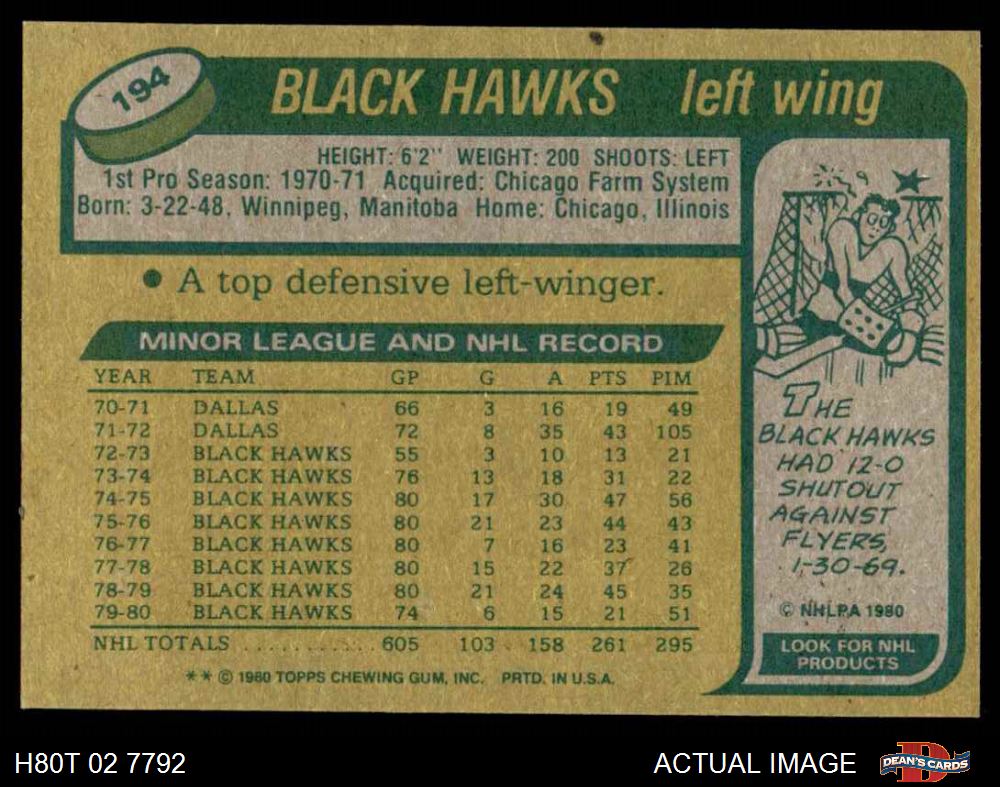 194
BLACK HAWKS left wing
HEIGHT: 6'2" WEIGHT: 200 SHOOTS: LEFT
1st Pro Season: 1970-71 Acquired: Chicago Farm System
Born: 3-22-48, Winnipeg, Manitoba Home: Chicago, Illinois
• A top defensive left-winger.
MINOR LEAGUE AND NHL RECORD
YEAR TEAM GP G A PTS PIM
70-71 DALLAS 66 3 16 19 49
71-72 DALLAS 72 8 35 43 105
72-73 BLACK HAWKS 55 3 10 13 21
73-74 BLACK HAWKS 76 13 18 31 22
74-75 BLACK HAWKS 80 17 30 47 56
75-76 BLACK HAWKS 80 21 23 44 43
76-77 BLACK HAWKS 80 7 16 23 41
77-78 BLACK HAWKS 80 15 22 37 26
78-79 BLACK HAWKS 80 21 24 45 35
79-80 BLACK HAWKS 74 6 15 21 51
NHL TOTALS . . . . . . . . . . . . 605 103 158 261 295
* * © 1980 TOPPS CHEWING GUM, INC. PRTD. IN U.S.A.
THE
BLACK HAWKS
HAD 12-0
SHUTOUT
AGAINST
FLYERS,
1-30-69.
© NHLPA 1980
LOOK FOR NHL
PRODUCTS
H80T 02 7792
ACTUAL IMAGE
DEAN'S CARDS